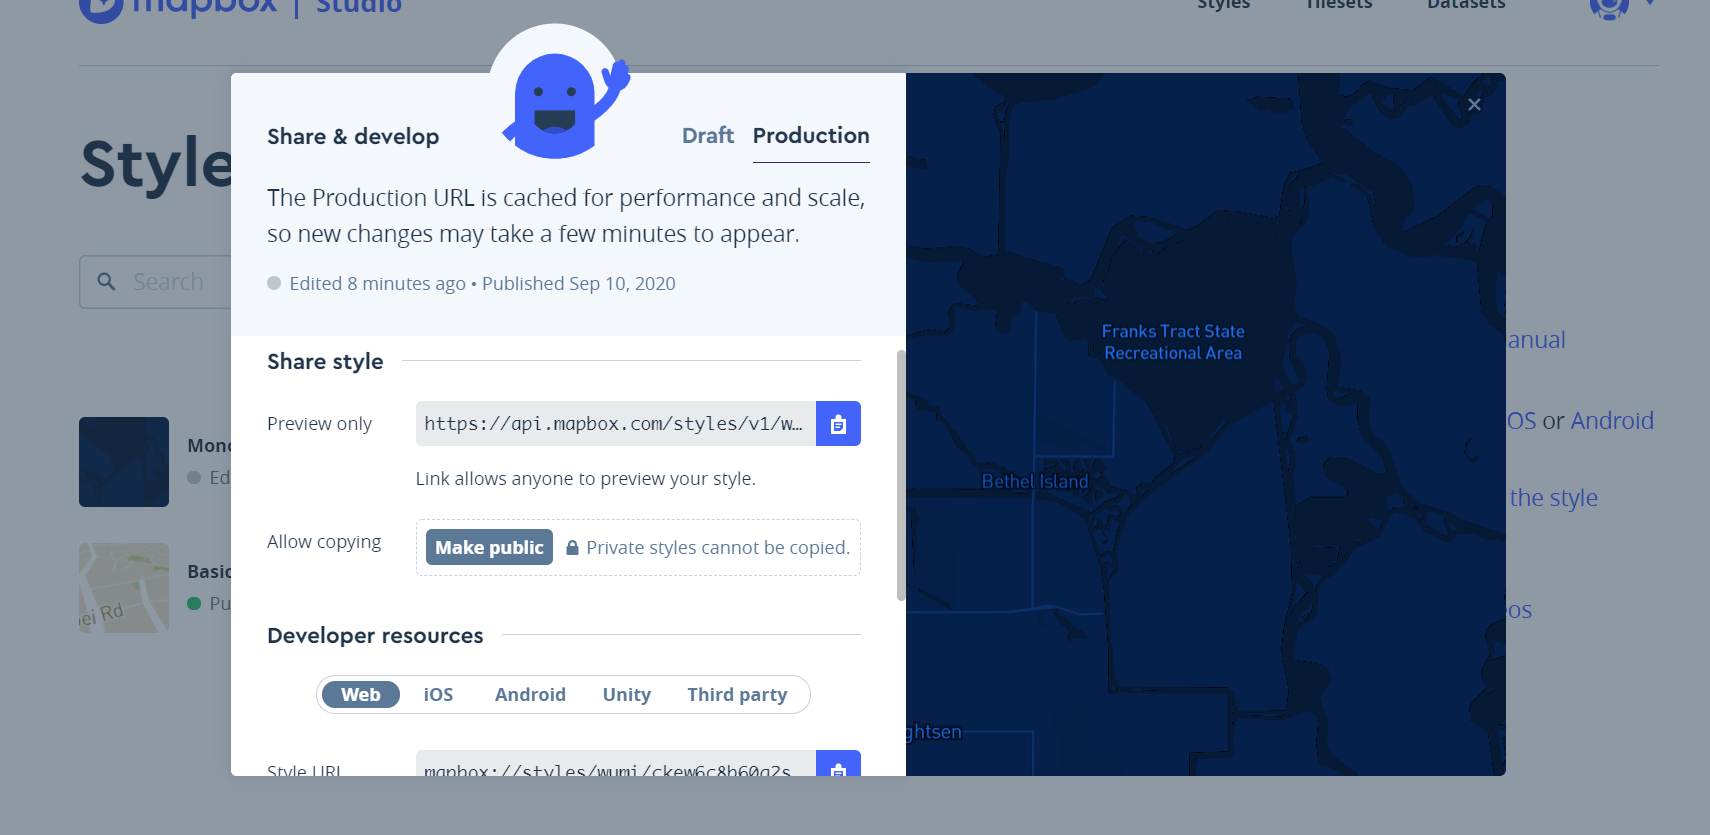 mapbox | Studio
Styles
Tilesets
Datasets
Style
Search
Mono
Ed
Basic
Pu
ei Rd
anual
OS or Android
the style
eos
Share & develop
Draft
Production
The Production URL is cached for performance and scale,
so new changes may take a few minutes to appear.
Edited 8 minutes ago • Published Sep 10, 2020
Share style
Preview only
https://api.mapbox.com/styles/v1/w…
Link allows anyone to preview your style.
Allow copying
Make public
Private styles cannot be copied.
Developer resources
Web
iOS
Android
Unity
Third party
Style URL
mapbox://styles/wumi/ckew6c8h60a2s
Franks Tract State
Recreational Area
Bethel Island
ghtsen